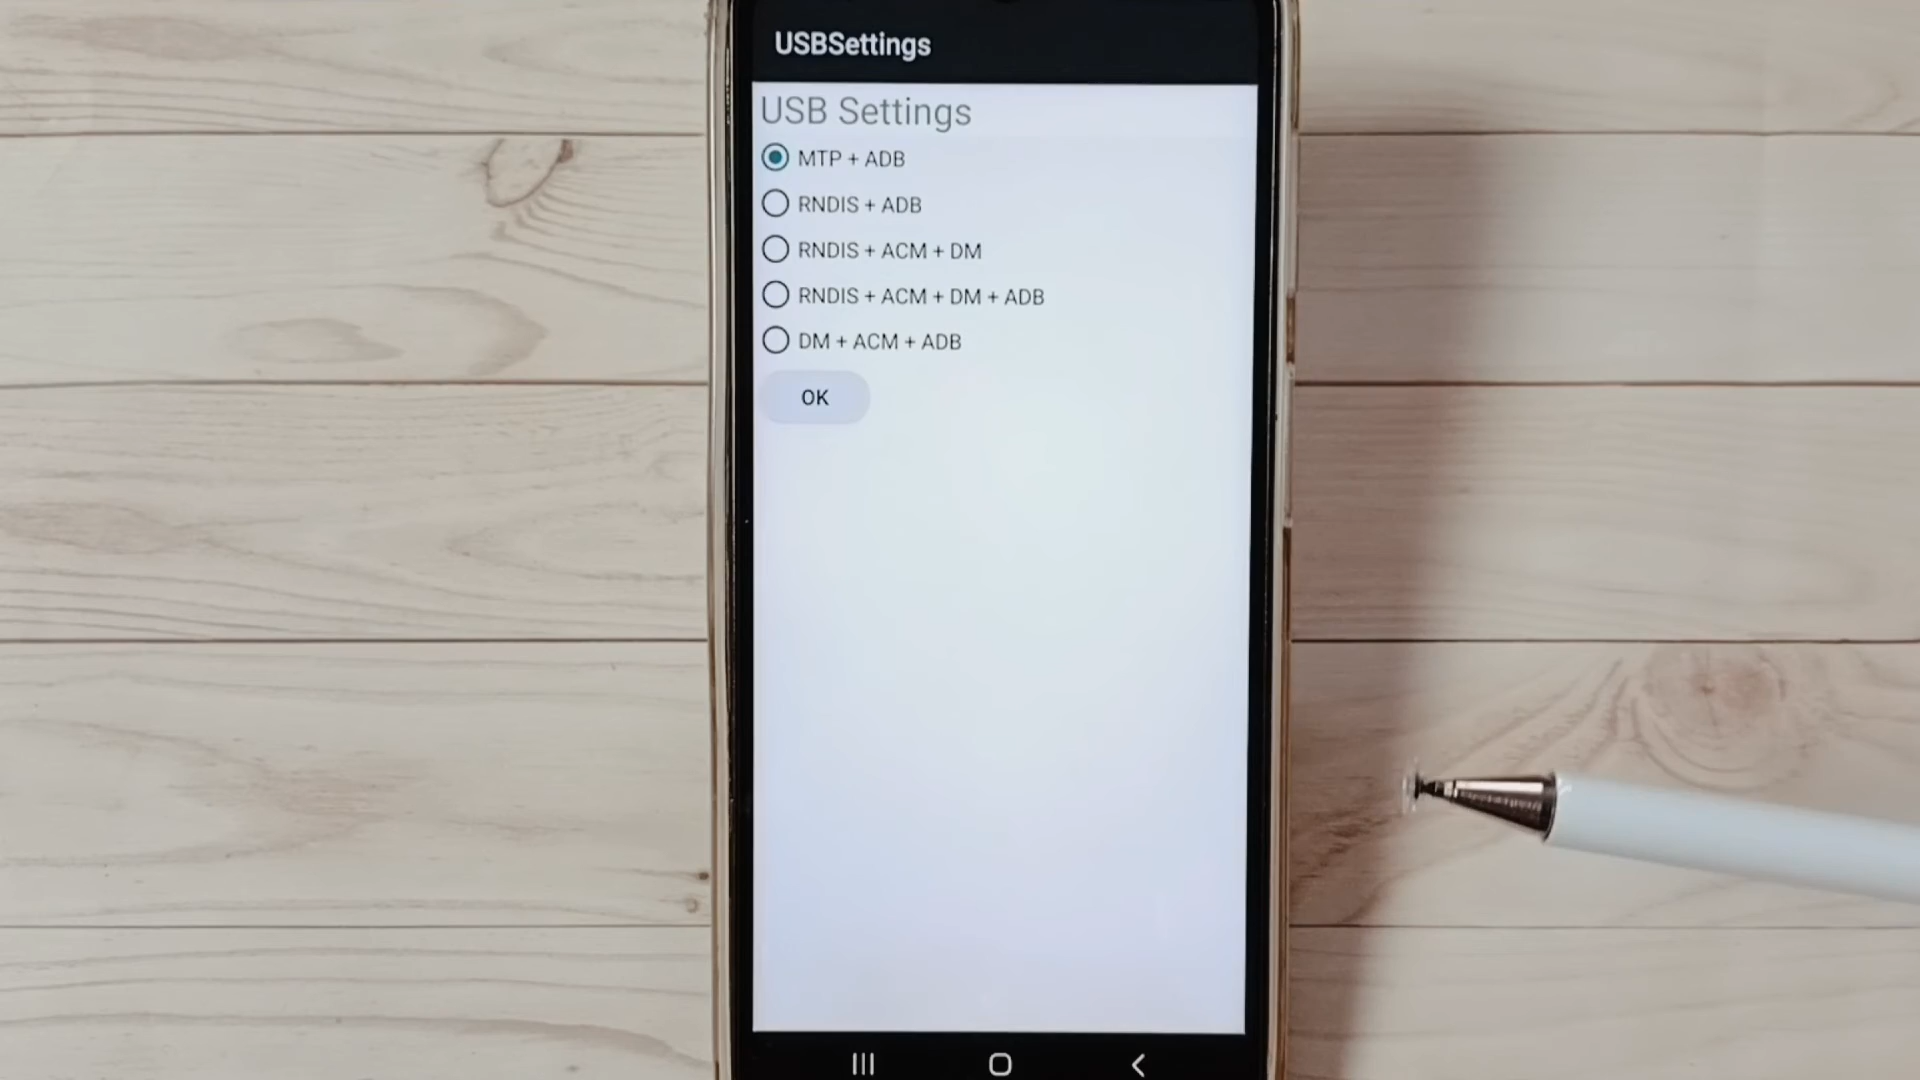 USBSettings
USB Settings
MTP + ADB
RNDIS + ADB
RNDIS + ACM + DM
RNDIS + ACM + DM + ADB
DM + ACM + ADB
OK